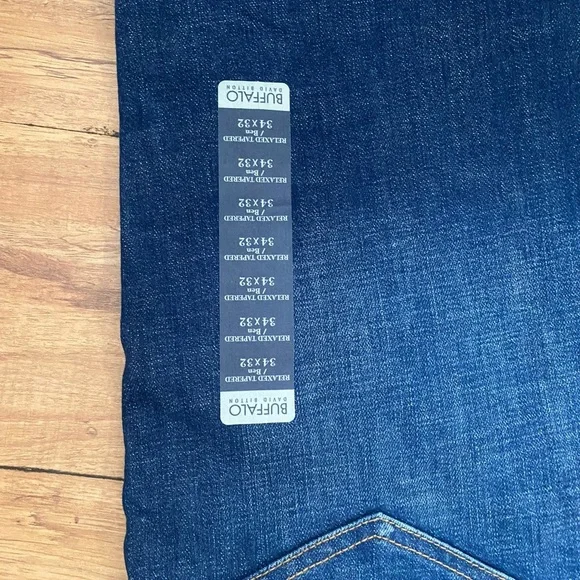 BUFFALO
DAVID BITTON
RELAXED TAPERED
/ Ben
34 X 32
RELAXED TAPERED
/ Ben
34 X 32
RELAXED TAPERED
/ Ben
34 X 32
RELAXED TAPERED
/ Ben
34 X 32
RELAXED TAPERED
/ Ben
34 X 32
RELAXED TAPERED
/ Ben
34 X 32
RELAXED TAPERED
/ Ben
34 X 32
BUFFALO
DAVID BITTON